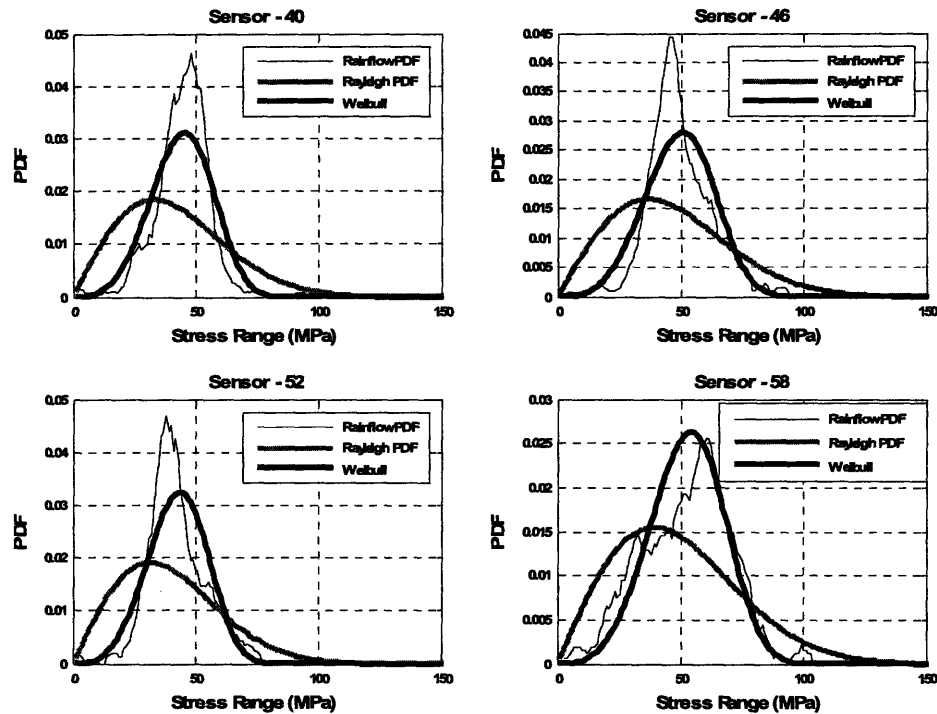 Sensor - 40
0.05
0.04
0.03
0.02
0.01
0
PDF
RainflowPDF
Rayleigh PDF
Weibull
0
50
100
150
Stress Range (MPa)
Sensor - 46
0.045
0.04
0.035
0.03
0.025
0.02
0.015
0.01
0.005
0
PDF
RainflowPDF
Rayleigh PDF
Weibull
0
50
100
150
Stress Range (MPa)
Sensor - 52
0.05
0.04
0.03
0.02
0.01
0
PDF
RainflowPDF
Rayleigh PDF
Weibull
0
50
100
150
Stress Range (MPa)
Sensor - 58
0.03
0.025
0.02
0.015
0.01
0.005
0
PDF
RainflowPDF
Rayleigh PDF
Weibull
0
50
100
150
Stress Range (MPa)